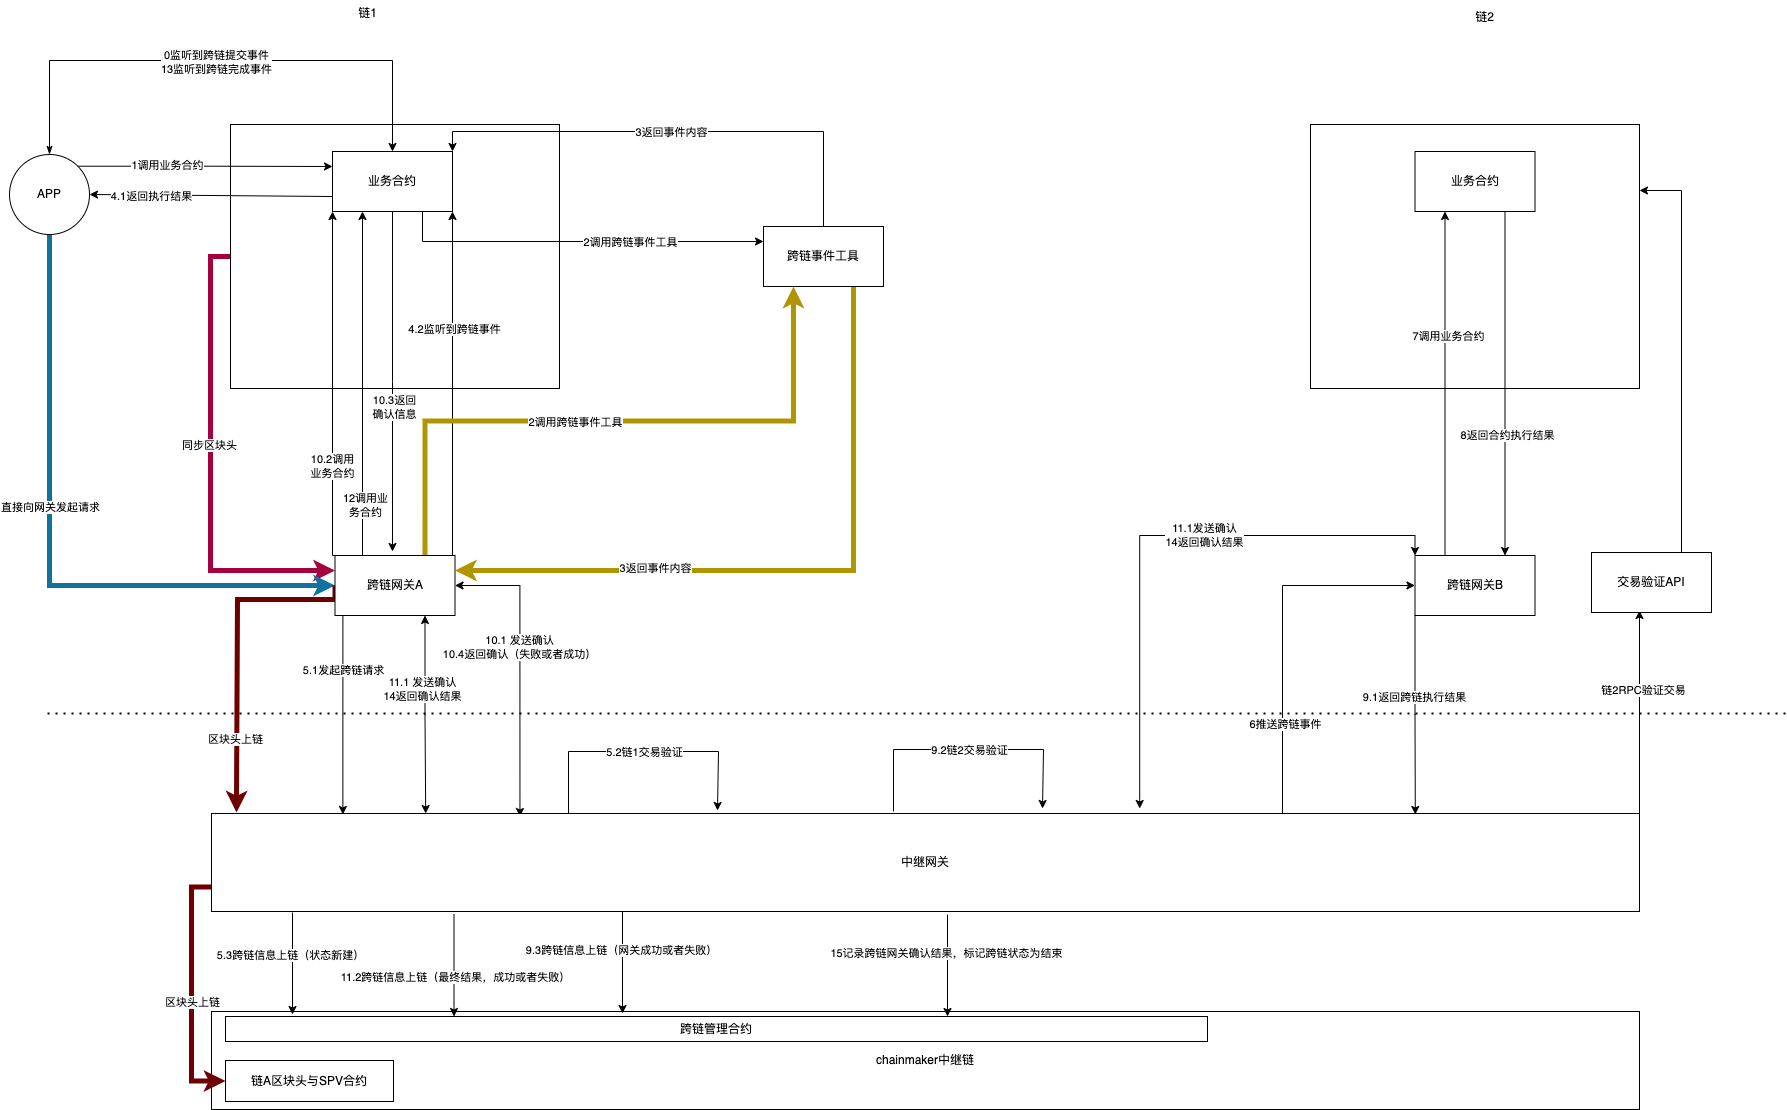 链1
链2
0监听到跨链提交事件
13监听到跨链完成事件
3返回事件内容
1调用业务合约
业务合约
业务合约
APP
4.1返回执行结果
2调用跨链事件工具
跨链事件工具
4.2监听到跨链事件
7调用业务合约
10.3返回
确认信息
2调用跨链事件工具
8返回合约执行结果
同步区块头
10.2调用
业务合约
12调用业
务合约
直接向网关发起请求
11.1发送确认
14返回确认结果
3返回事件内容
跨链网关A
跨链网关B
交易验证API
10.1 发送确认
10.4返回确认（失败或者成功）
5.1发起跨链请求
11.1 发送确认
14返回确认结果
9.1返回跨链执行结果
链2RPC验证交易
6推送跨链事件
区块头上链
5.2链1交易验证
9.2链2交易验证
中继网关
5.3跨链信息上链（状态新建）
9.3跨链信息上链（网关成功或者失败）
15记录跨链网关确认结果，标记跨链状态为结束
11.2跨链信息上链（最终结果，成功或者失败）
区块头上链
跨链管理合约
chainmaker中继链
链A区块头与SPV合约